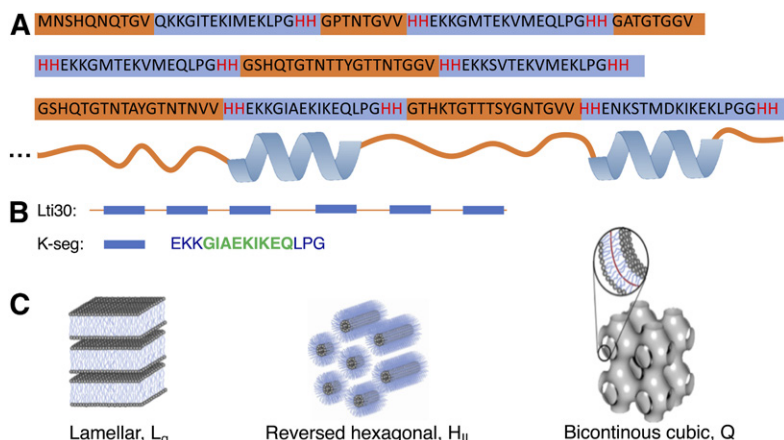 A MNSHQNQTGV QKKGITEKIMEKLPGHH GPTNTGVV HHEKKGMTEKVMEQLPGHH GATGTGGV
HHEKKGMTEKVMEQLPGHH GSHQTGTNTTYGTTNTGGV HHEKKSVTEKVMEKLPGHH
GSHQTGTNTAYGTNTNVV HHEKKGIAEKIKEQLPGHH GTHKTGTTTSYGNTGVV HHENKSTMDKIKEKLPGGHH
...
B Lti30:
K-seg: EKKGIAEKIKEQLPG
C
Lamellar, Lα Reversed hexagonal, HII Bicontinous cubic, Q